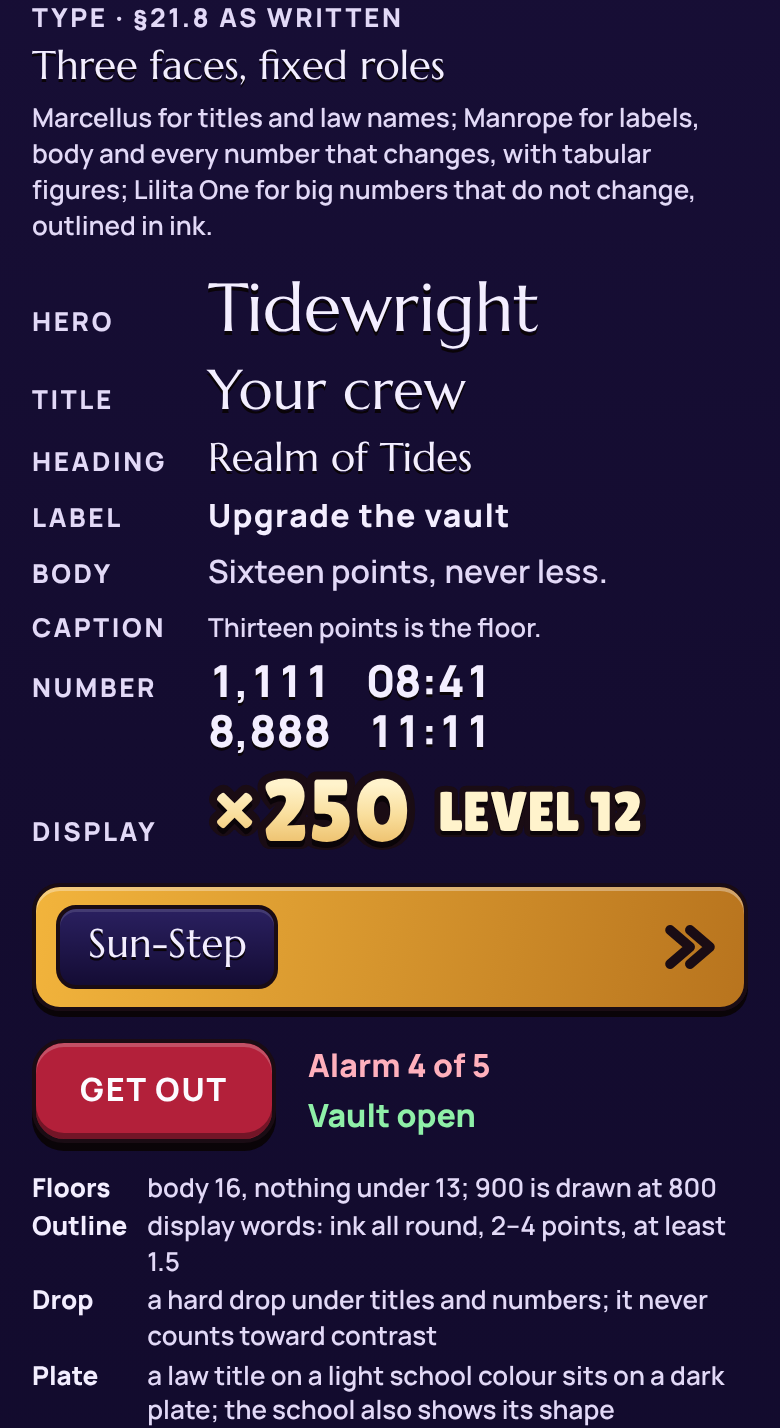 TYPE · §21.8 AS WRITTEN
Three faces, fixed roles
Marcellus for titles and law names; Manrope for labels,
body and every number that changes, with tabular
figures; Lilita One for big numbers that do not change,
outlined in ink.
HERO Tidewright
TITLE Your crew
HEADING Realm of Tides
LABEL Upgrade the vault
BODY Sixteen points, never less.
CAPTION Thirteen points is the floor.
NUMBER 1,111 08:41
8,888 11:11
DISPLAY ×250 LEVEL 12
Sun-Step
GET OUT
Alarm 4 of 5
Vault open
Floors body 16, nothing under 13; 900 is drawn at 800
Outline display words: ink all round, 2–4 points, at least
1.5
Drop a hard drop under titles and numbers; it never
counts toward contrast
Plate a law title on a light school colour sits on a dark
plate; the school also shows its shape